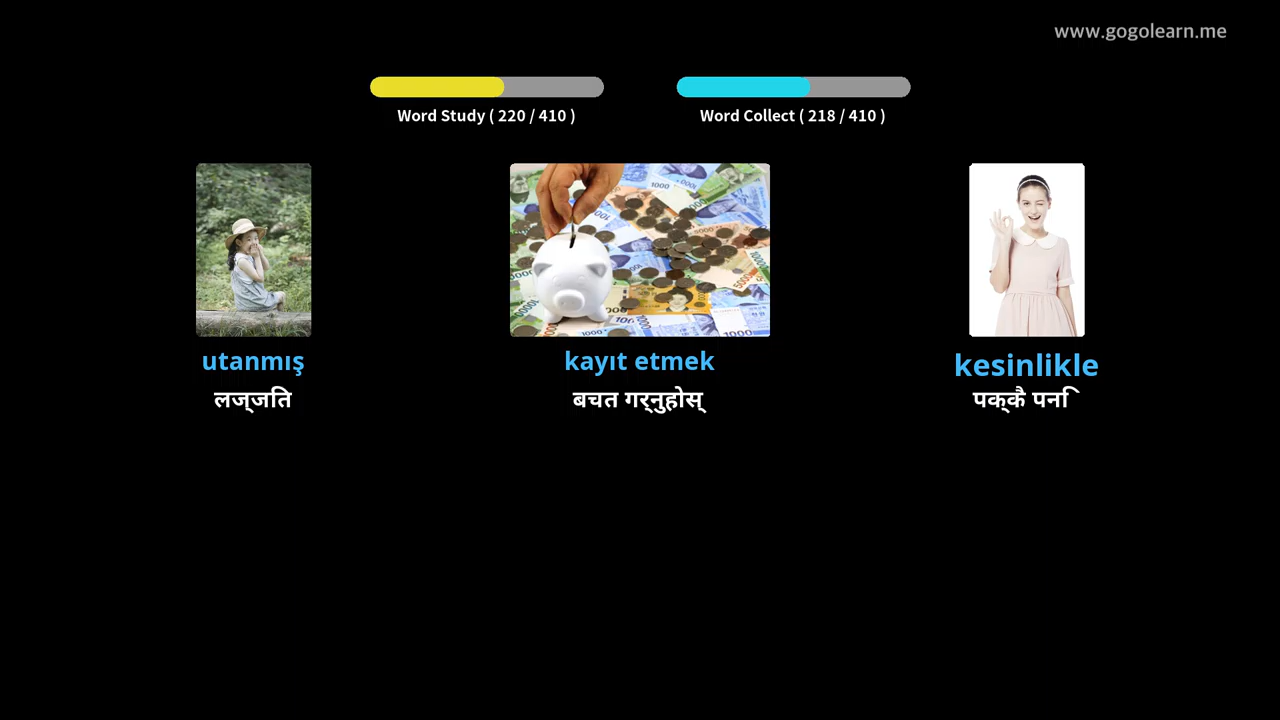 www.gogolearn.me
Word Study ( 220 / 410 )
Word Collect ( 218 / 410 )
utanmış
kayıt etmek
kesinlikle
लज्जति
बचत गर्नुहोस्
पक्कै पनि